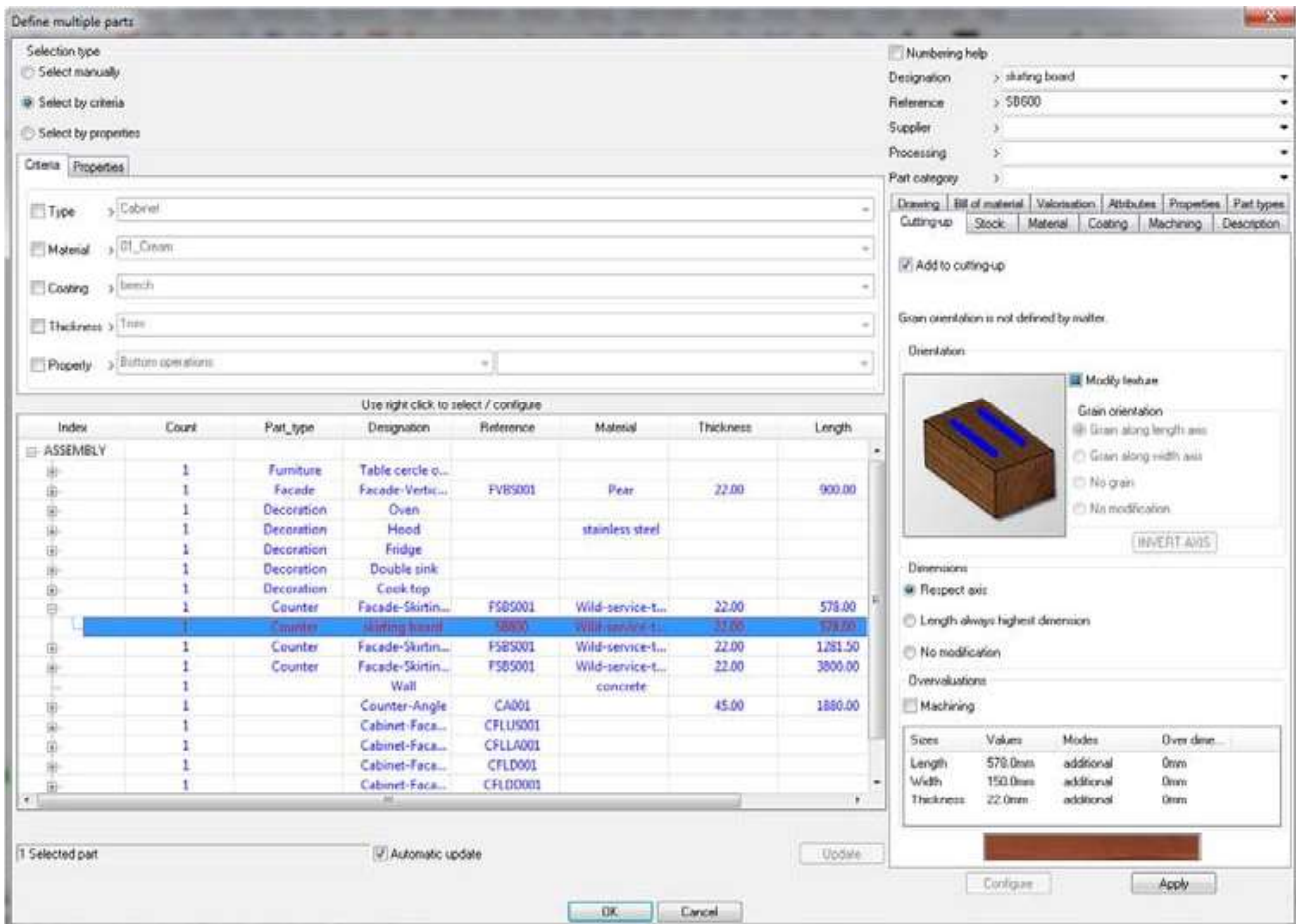 Define multiple parts
Selection type
Select manually
Select by criteria
Select by properties
Criteria Properties
Type > Cabinet
Material > 01_Cream
Coating > beech
Thickness > 1mm
Property > Bottom operations
Use right click to select / configure
Index Count Part_type Designation Reference Material Thickness Length
ASSEMBLY
1 Furniture Table cercle o...
1 Facade Facade-Vertic... FVBS001 Pear 22.00 900.00
1 Decoration Oven
1 Decoration Hood stainless steel
1 Decoration Fridge
1 Decoration Double sink
1 Decoration Cook top
1 Counter Facade-Skirtin... FSBS001 Wild-service-t... 22.00 578.00
1 Counter skirting board SB600 Wild-service-t... 22.00 578.00
1 Counter Facade-Skirtin... FSBS001 Wild-service-t... 22.00 1281.50
1 Counter Facade-Skirtin... FSBS001 Wild-service-t... 22.00 3800.00
1 Wall concrete
1 Counter-Angle CA001 45.00 1880.00
1 Cabinet-Faca... CFLUS001
1 Cabinet-Faca... CFLLA001
1 Cabinet-Faca... CFLD001
1 Cabinet-Faca... CFLDD001
1 Selected part
Automatic update
Update
OK Cancel
Numbering help
Designation > skirting board
Reference > SB600
Supplier >
Processing >
Part category >
Drawing Bill of material Valorisation Attributes Properties Part types
Cutting-up Stock Material Coating Machining Description
Add to cutting-up
Grain orientation is not defined by matter.
Orientation
Modify texture
Grain orientation
Grain along length axis
Grain along width axis
No grain
No modification
INVERT AXIS
Dimensions
Respect axis
Length always highest dimension
No modification
Overvaluations
Machining
Sizes Values Modes Over dime...
Length 578.0mm additional 0mm
Width 150.0mm additional 0mm
Thickness 22.0mm additional 0mm
Configure Apply